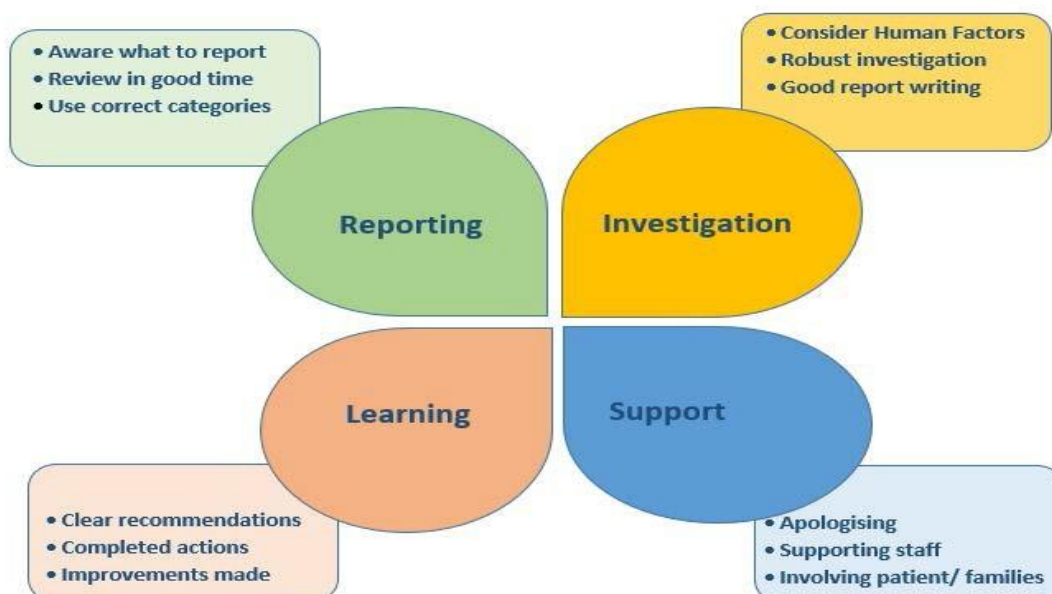 • Aware what to report
• Review in good time
• Use correct categories
Reporting
• Consider Human Factors
• Robust investigation
• Good report writing
Investigation
Learning
• Clear recommendations
• Completed actions
• Improvements made
Support
• Apologising
• Supporting staff
• Involving patient/ families